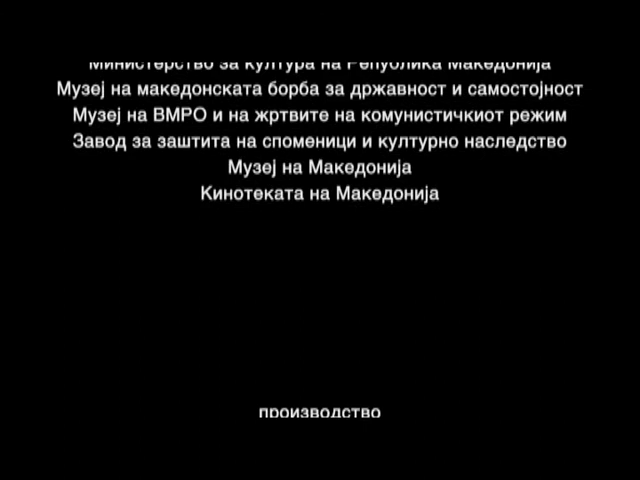 Министерство за култура на Република Македонија
Музеј на македонската борба за државност и самостојност
Музеј на ВМРО и на жртвите на комунистичкиот режим
Завод за заштита на споменици и културно наследство
Музеј на Македонија
Кинотеката на Македонија
производство